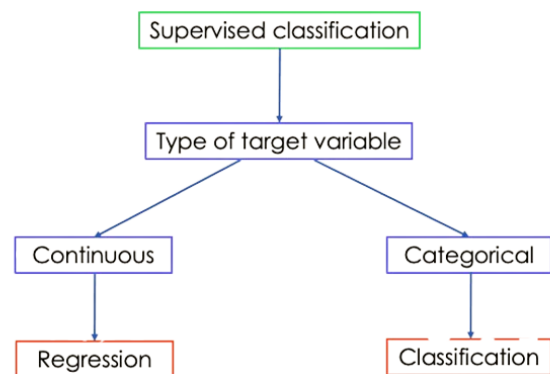 Supervised classification
Type of target variable
Continuous
Categorical
Regression
Classification